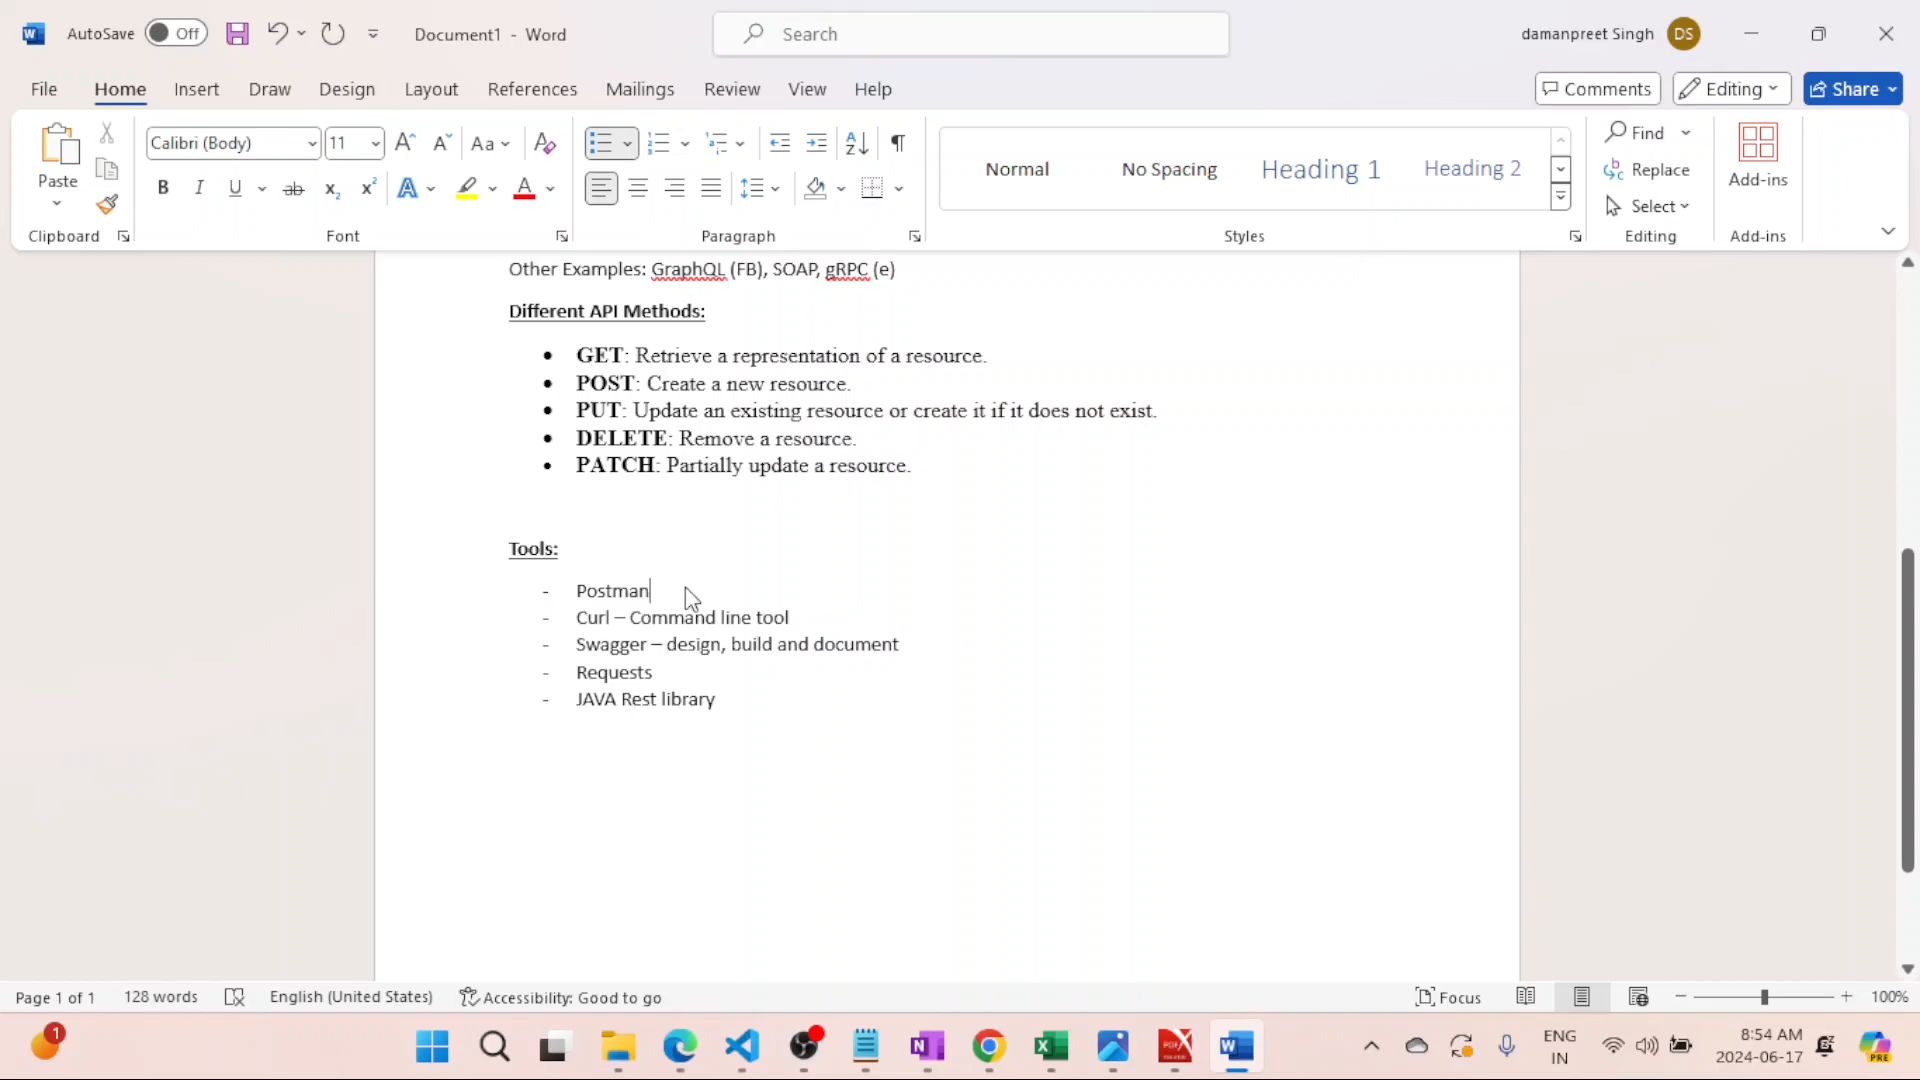 AutoSave Off Document1 - Word Search damanpreet Singh DS
File Home Insert Draw Design Layout References Mailings Review View Help Comments Editing Share
Paste Clipboard
Calibri (Body) 11 Aa
B I U ab x₂ x² A A Font
Paragraph
Normal No Spacing Heading 1 Heading 2
Styles
Find
Replace
Select
Editing
Add-ins
Add-ins
Other Examples: GraphQL (FB), SOAP, gRPC (e)
Different API Methods:
• GET: Retrieve a representation of a resource.
• POST: Create a new resource.
• PUT: Update an existing resource or create it if it does not exist.
• DELETE: Remove a resource.
• PATCH: Partially update a resource.
Tools:
- Postman
- Curl – Command line tool
- Swagger – design, build and document
- Requests
- JAVA Rest library
Page 1 of 1 128 words English (United States) Accessibility: Good to go Focus 100%
1 ENG 8:54 AM
IN 2024-06-17 PRE